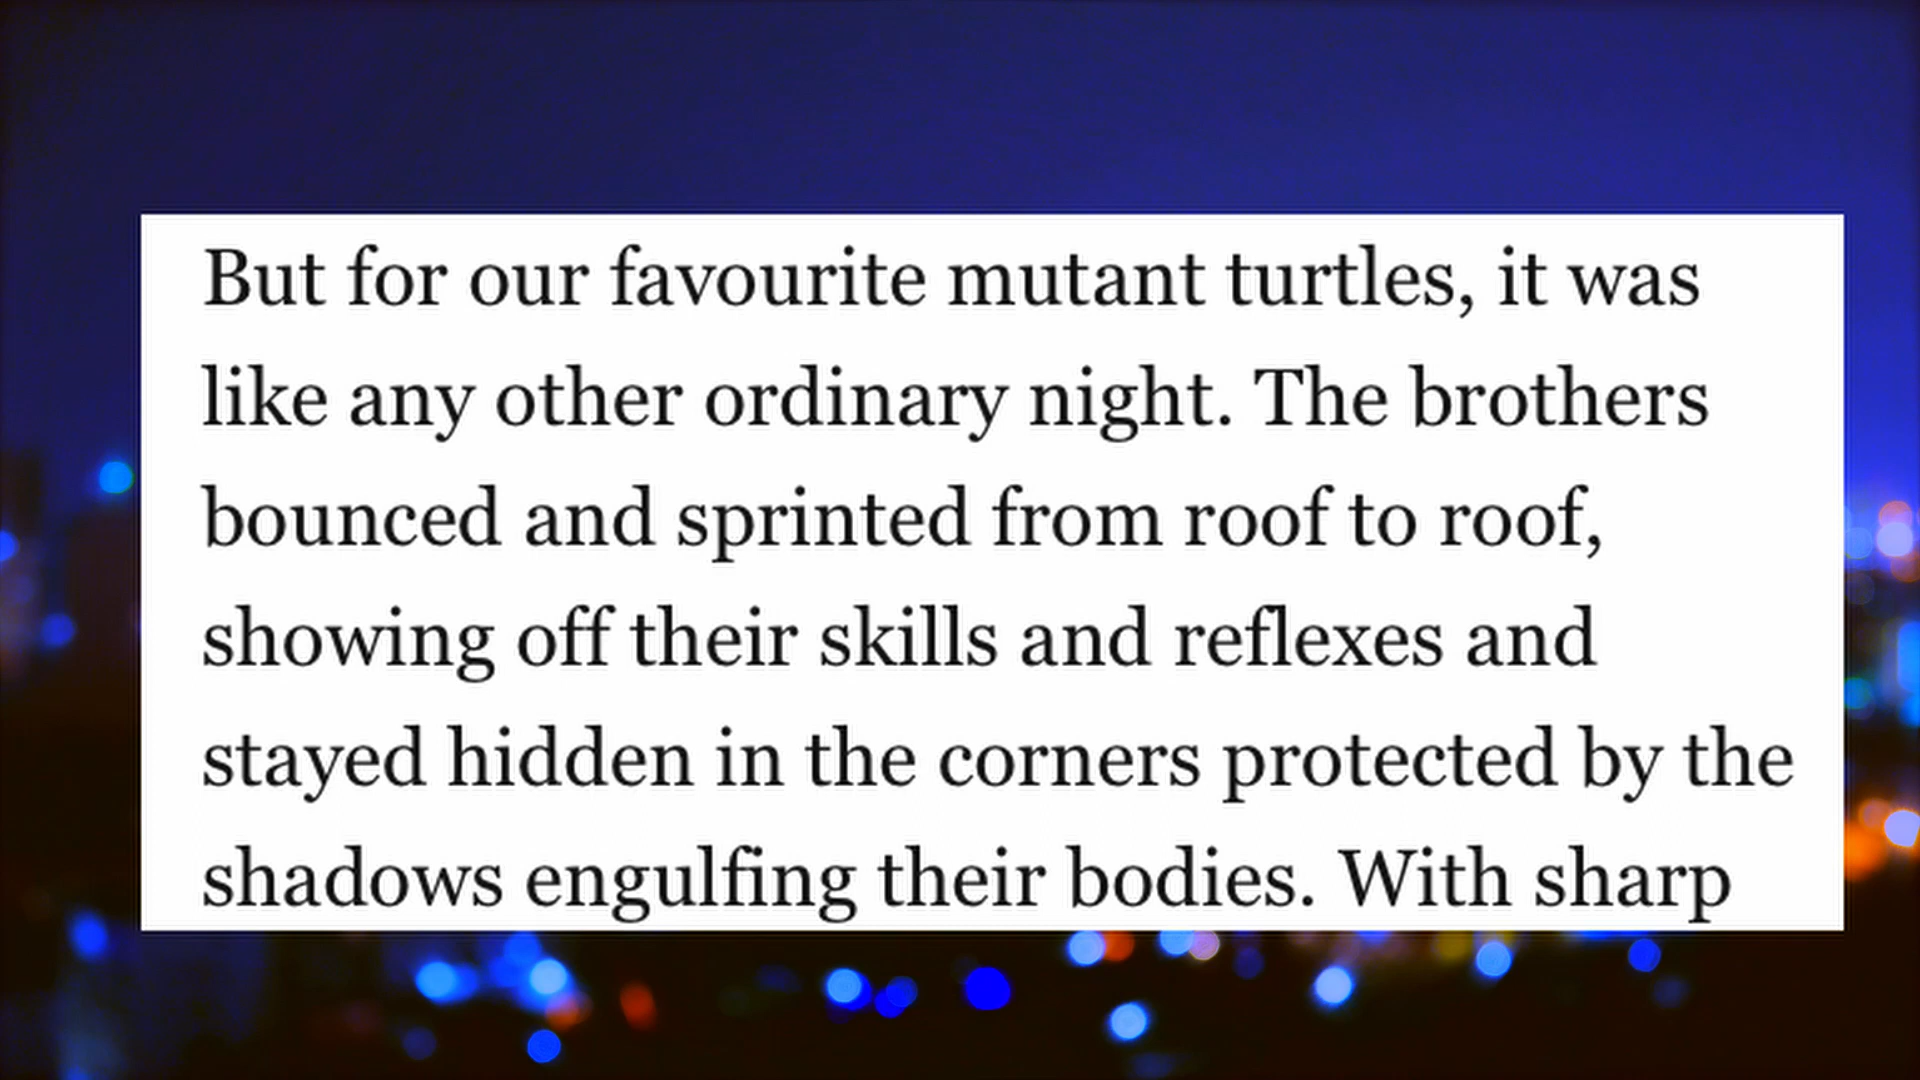 But for our favourite mutant turtles, it was
like any other ordinary night. The brothers
bounced and sprinted from roof to roof,
showing off their skills and reflexes and
stayed hidden in the corners protected by the
shadows engulfing their bodies. With sharp